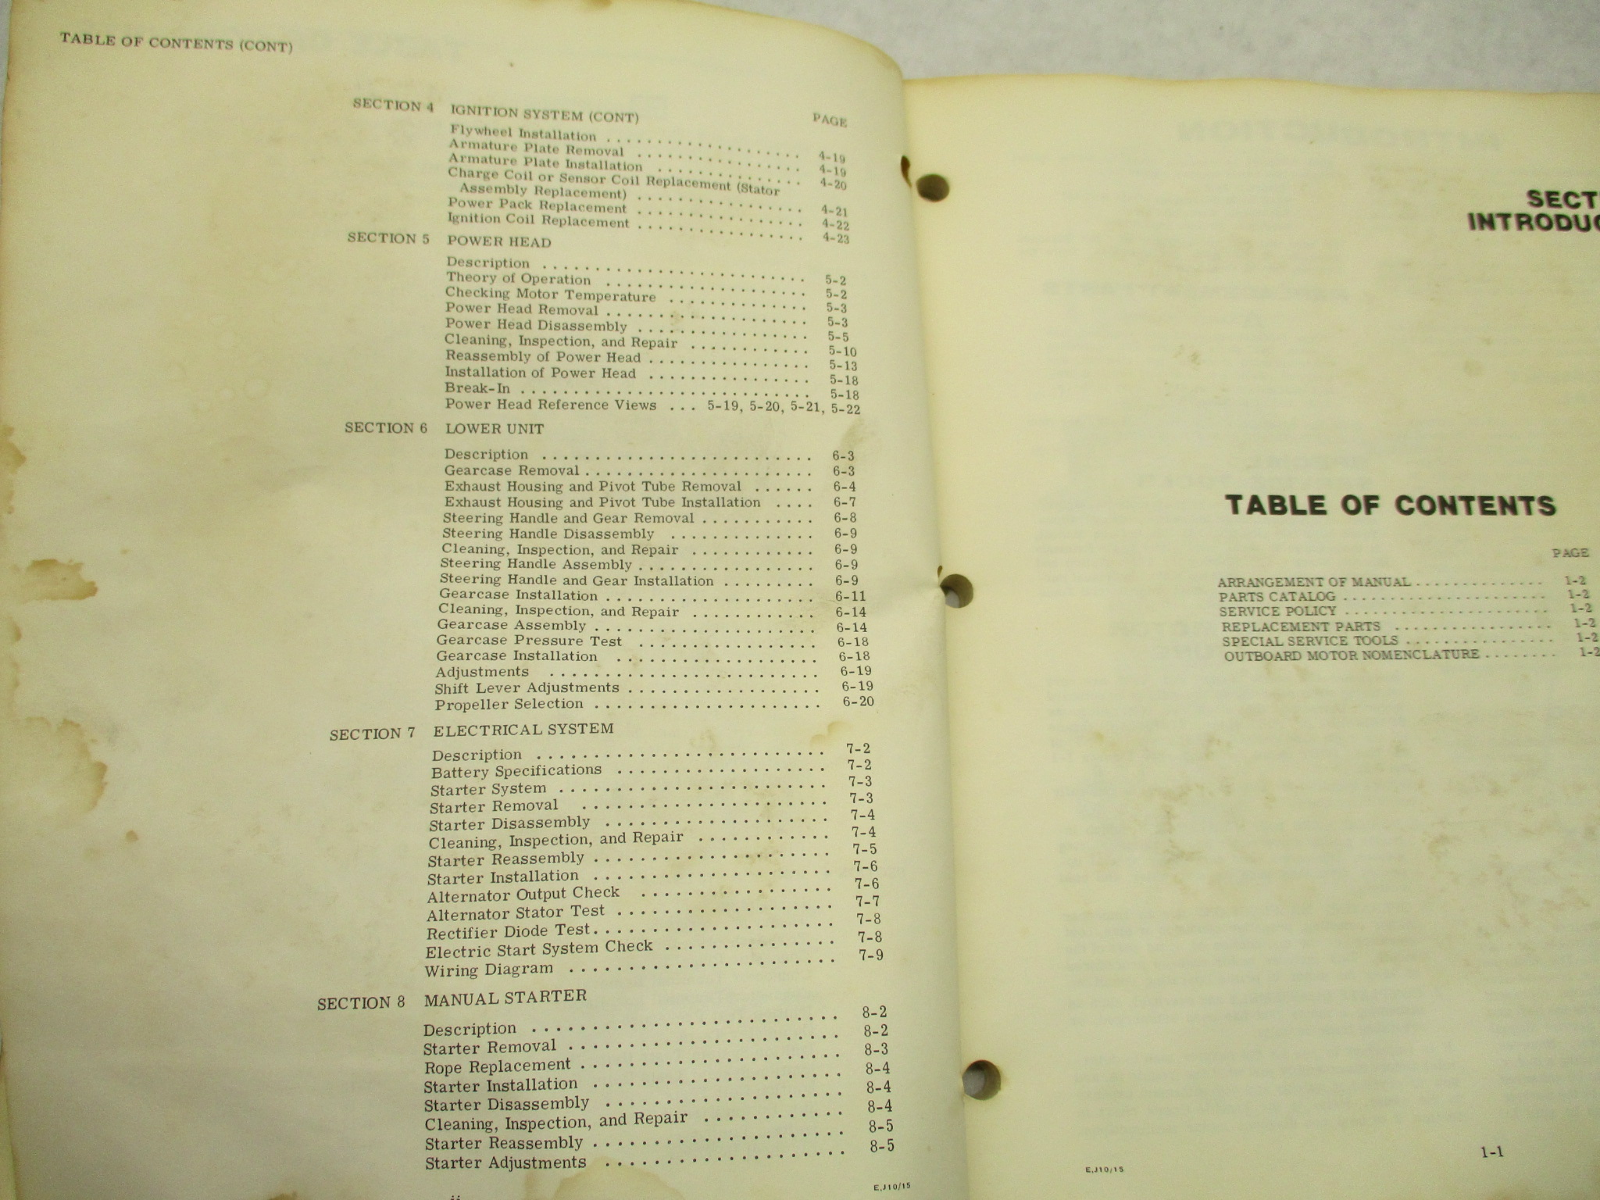 TABLE OF CONTENTS (CONT)
SECTION 4 IGNITION SYSTEM (CONT) PAGE
Flywheel Installation 4-19
Armature Plate Removal 4-19
Armature Plate Installation 4-20
Charge Coil or Sensor Coil Replacement (Stator
Assembly Replacement) 4-21
Power Pack Replacement 4-22
Ignition Coil Replacement 4-23
SECTION 5 POWER HEAD
Description 5-2
Theory of Operation 5-2
Checking Motor Temperature 5-3
Power Head Removal 5-3
Power Head Disassembly 5-5
Cleaning, Inspection, and Repair 5-10
Reassembly of Power Head 5-13
Installation of Power Head 5-18
Break-In 5-18
Power Head Reference Views . . . 5-19, 5-20, 5-21, 5-22
SECTION 6 LOWER UNIT
Description 6-3
Gearcase Removal 6-3
Exhaust Housing and Pivot Tube Removal 6-4
Exhaust Housing and Pivot Tube Installation 6-7
Steering Handle and Gear Removal 6-8
Steering Handle Disassembly 6-9
Cleaning, Inspection, and Repair 6-9
Steering Handle Assembly 6-9
Steering Handle and Gear Installation 6-9
Gearcase Installation 6-11
Cleaning, Inspection, and Repair 6-14
Gearcase Assembly 6-14
Gearcase Pressure Test 6-18
Gearcase Installation 6-18
Adjustments 6-19
Shift Lever Adjustments 6-19
Propeller Selection 6-20
SECTION 7 ELECTRICAL SYSTEM
Description 7-2
Battery Specifications 7-2
Starter System 7-3
Starter Removal 7-3
Starter Disassembly 7-4
Cleaning, Inspection, and Repair 7-4
Starter Reassembly 7-5
Starter Installation 7-6
Alternator Output Check 7-6
Alternator Stator Test 7-7
Rectifier Diode Test 7-8
Electric Start System Check 7-8
Wiring Diagram 7-9
SECTION 8 MANUAL STARTER
Description 8-2
Starter Removal 8-2
Rope Replacement 8-3
Starter Installation 8-4
Starter Disassembly 8-4
Cleaning, Inspection, and Repair 8-4
Starter Reassembly 8-5
Starter Adjustments 8-5
E,J10/15
ii
SECT
INTRODUC
TABLE OF CONTENTS
PAGE
ARRANGEMENT OF MANUAL 1-2
PARTS CATALOG 1-2
SERVICE POLICY 1-2
REPLACEMENT PARTS 1-2
SPECIAL SERVICE TOOLS 1-2
OUTBOARD MOTOR NOMENCLATURE 1-2
1-1
E,J10/15